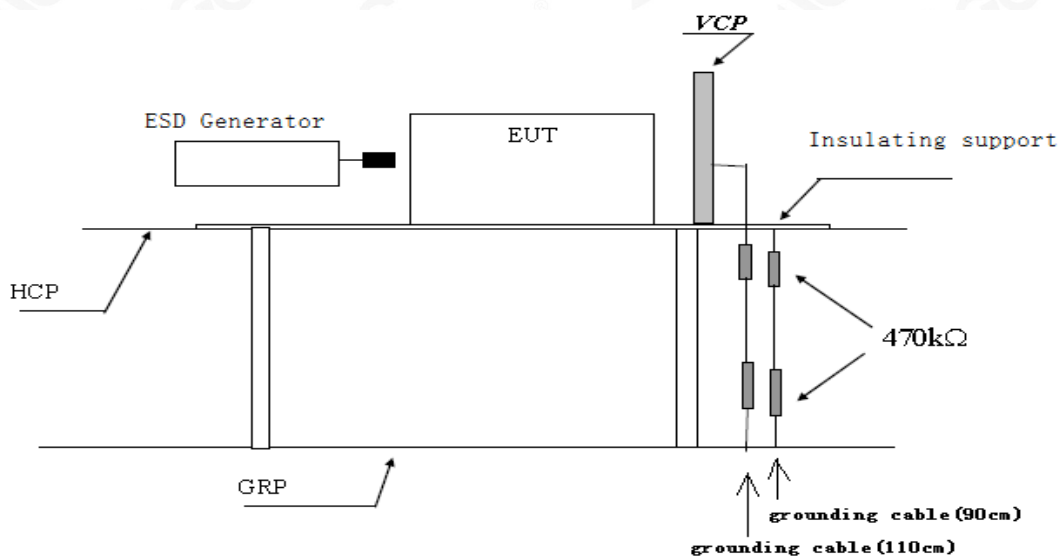 VCP
ESD Generator
EUT
Insulating support
HCP
470kΩ
GRP
grounding cable(90cm)
grounding cable(110cm)